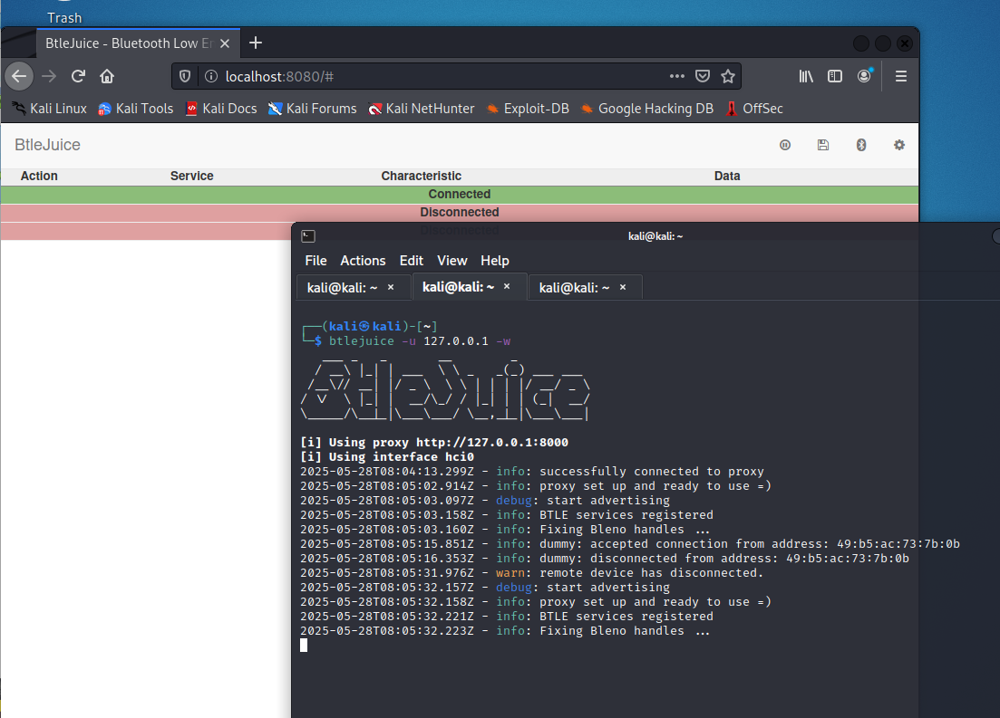 Trash
BtleJuice - Bluetooth Low En
localhost:8080/#
Kali Linux Kali Tools Kali Docs Kali Forums Kali NetHunter Exploit-DB Google Hacking DB OffSec
BtleJuice
Action Service Characteristic Data
Connected
Disconnected
Disconnected
kali@kali: ~
File Actions Edit View Help
kali@kali: ~ × kali@kali: ~ × kali@kali: ~ ×
(kali㉿kali)-[~]
$ btlejuice -u 127.0.0.1 -w
BtleJuice
[i] Using proxy http://127.0.0.1:8000
[i] Using interface hci0
2025-05-28T08:04:13.299Z - info: successfully connected to proxy
2025-05-28T08:05:02.914Z - info: proxy set up and ready to use =)
2025-05-28T08:05:03.097Z - debug: start advertising
2025-05-28T08:05:03.158Z - info: BTLE services registered
2025-05-28T08:05:03.160Z - info: Fixing Bleno handles ...
2025-05-28T08:05:15.851Z - info: dummy: accepted connection from address: 49:b5:ac:73:7b:0b
2025-05-28T08:05:16.353Z - info: dummy: disconnected from address: 49:b5:ac:73:7b:0b
2025-05-28T08:05:31.976Z - warn: remote device has disconnected.
2025-05-28T08:05:32.157Z - debug: start advertising
2025-05-28T08:05:32.158Z - info: proxy set up and ready to use =)
2025-05-28T08:05:32.221Z - info: BTLE services registered
2025-05-28T08:05:32.223Z - info: Fixing Bleno handles ...